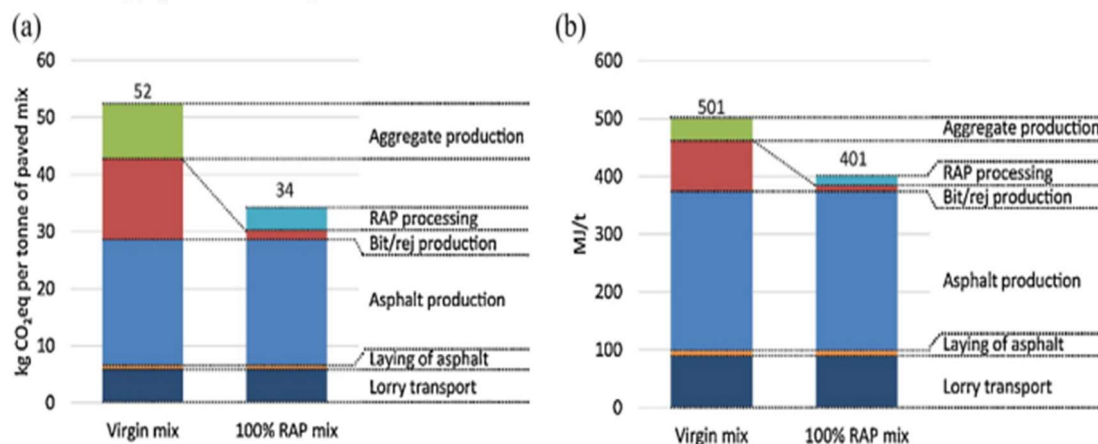 (a)
60
50
40
30
20
10
0
kg CO₂eq per tonne of paved mix
52
34
Aggregate production
RAP processing
Bit/rej production
Asphalt production
Laying of asphalt
Lorry transport
Virgin mix
100% RAP mix
(b)
600
500
400
300
200
100
0
MJ/t
501
401
Aggregate production
RAP processing
Bit/rej production
Asphalt production
Laying of asphalt
Lorry transport
Virgin mix
100% RAP mix